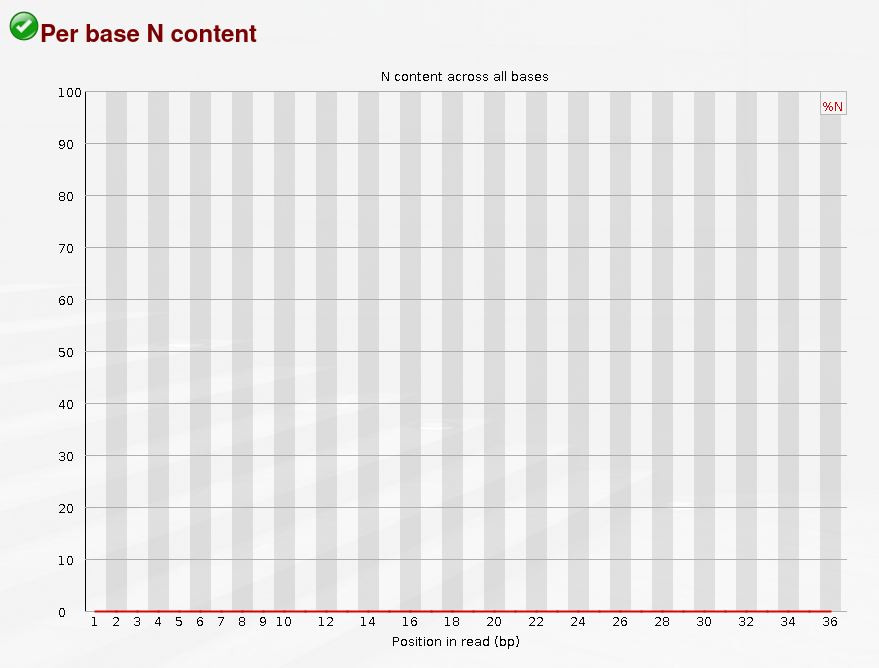 Per base N content
N content across all bases
%N
100
90
80
70
60
50
40
30
20
10
0
1 2 3 4 5 6 7 8 9 10 12 14 16 18 20 22 24 26 28 30 32 34 36
Position in read (bp)